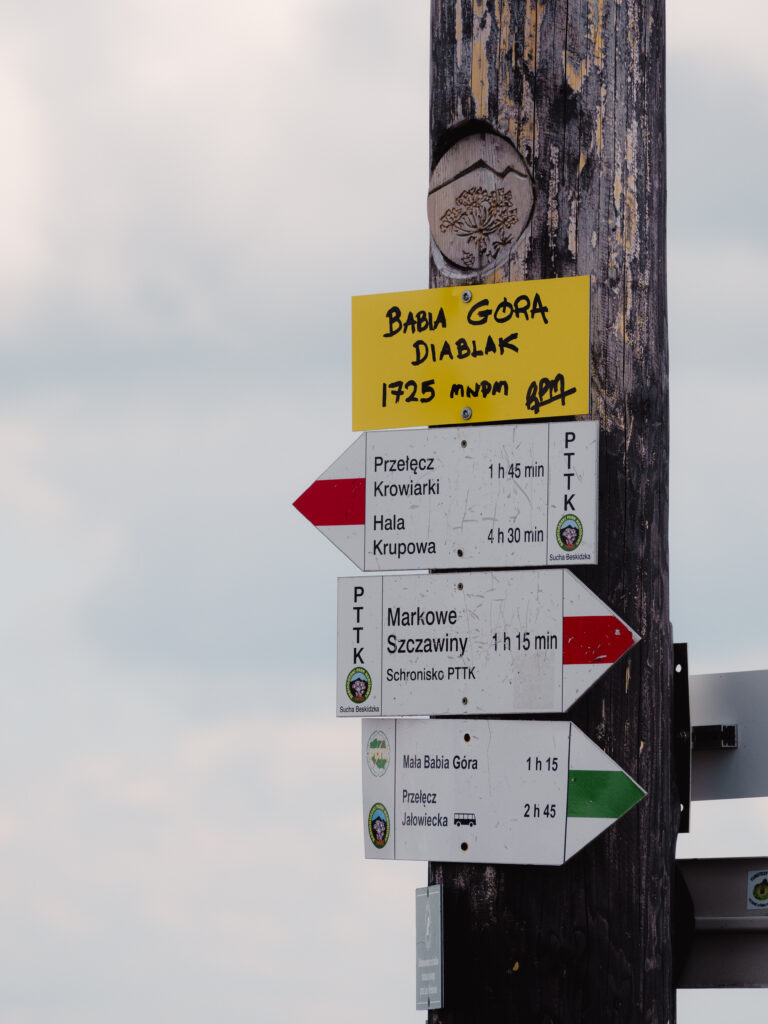 BABIA GÓRA
DIABLAK
1725 MNPM BPM
Przełęcz
Krowiarki 1 h 45 min
Hala
Krupowa 4 h 30 min
PTTK
Sucha Beskidzka
PTTK
Sucha Beskidzka
Markowe
Szczawiny 1 h 15 min
Schronisko PTTK
Mała Babia Góra 1 h 15
Przełęcz
Jałowiecka 2 h 45